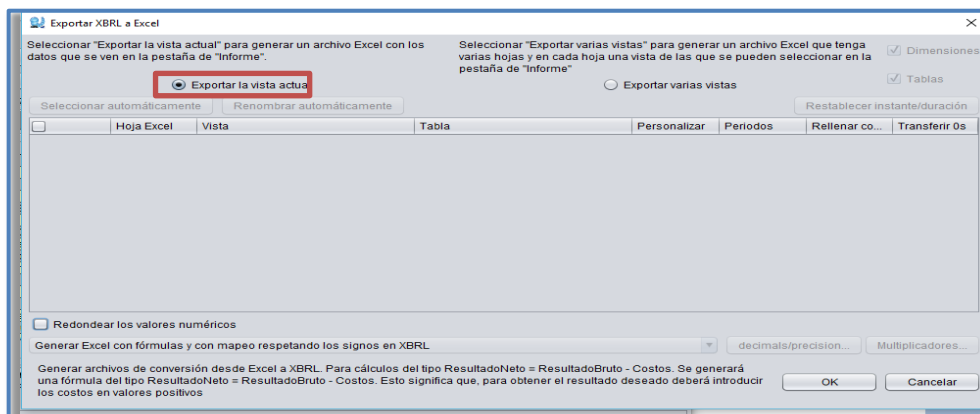 Exportar XBRL a Excel
Seleccionar "Exportar la vista actual" para generar un archivo Excel con los
datos que se ven en la pestaña de "Informe".
Seleccionar "Exportar varias vistas" para generar un archivo Excel que tenga
varias hojas y en cada hoja una vista de las que se pueden seleccionar en la
pestaña de "Informe"
Dimensiones
Tablas
Exportar la vista actual
Exportar varias vistas
Seleccionar automáticamente
Renombrar automáticamente
Restablecer instante/duración
Hoja Excel Vista Tabla Personalizar Periodos Rellenar co... Transferir 0s
Redondear los valores numéricos
Generar Excel con fórmulas y con mapeo respetando los signos en XBRL
decimals/precision...
Multiplicadores...
Generar archivos de conversión desde Excel a XBRL. Para cálculos del tipo ResultadoNeto = ResultadoBruto - Costos. Se generará
una fórmula del tipo ResultadoNeto = ResultadoBruto - Costos. Esto significa que, para obtener el resultado deseado deberá introducir
los costos en valores positivos
OK
Cancelar